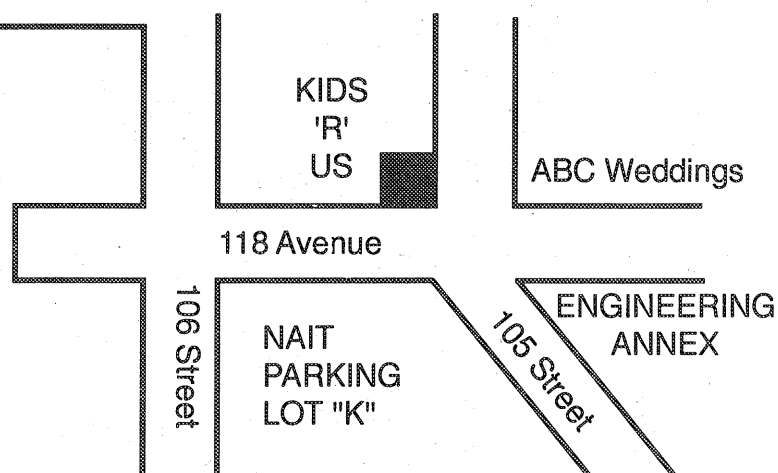 KIDS
'R'
US
ABC Weddings
118 Avenue
106 Street
NAIT
PARKING
LOT "K"
105 Street
ENGINEERING
ANNEX